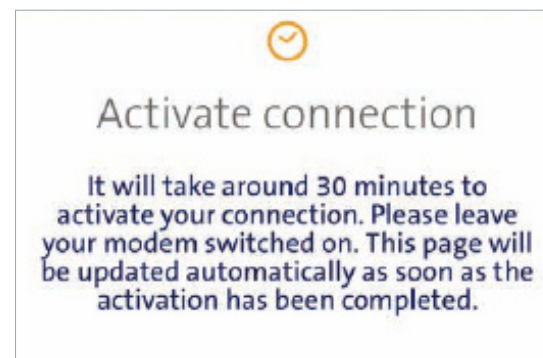 Activate connection
It will take around 30 minutes to
activate your connection. Please leave
your modem switched on. This page will
be updated automatically as soon as the
activation has been completed.